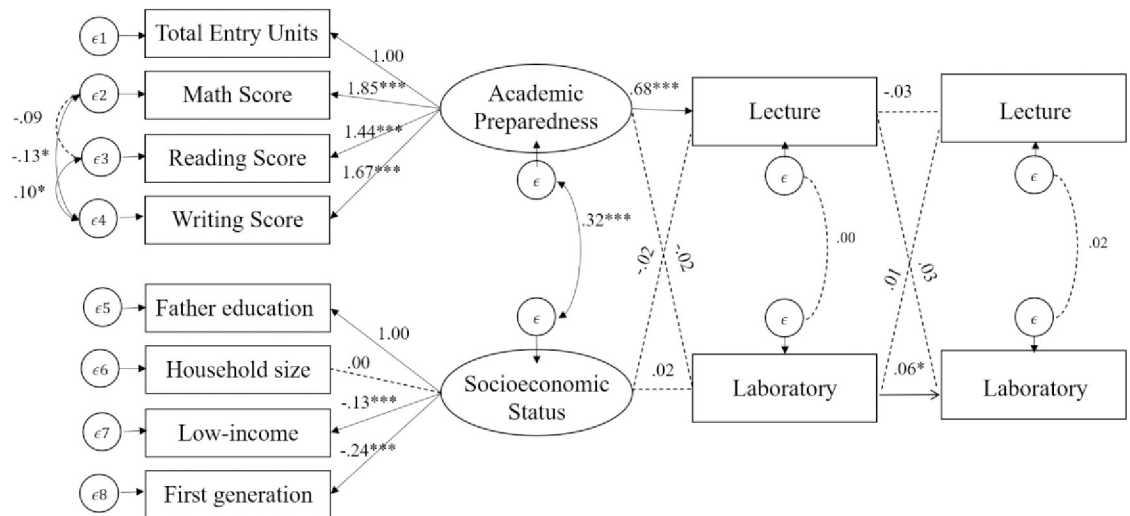 ϵ1
Total Entry Units
1.00
ϵ2
Math Score
1.85***
Academic
Preparedness
.68***
Lecture
-.03
Lecture
-.09
-.13*
.10*
ϵ3
Reading Score
1.44***
1.67***
ϵ4
Writing Score
ϵ
ϵ
ϵ
.32***
-.02
-.02
.00
.01
.03
.02
ϵ5
Father education
1.00
ϵ
ϵ
ϵ
ϵ6
Household size
.00
Socioeconomic
Status
.02
Laboratory
.06*
Laboratory
ϵ7
Low-income
-.13***
-.24***
ϵ8
First generation